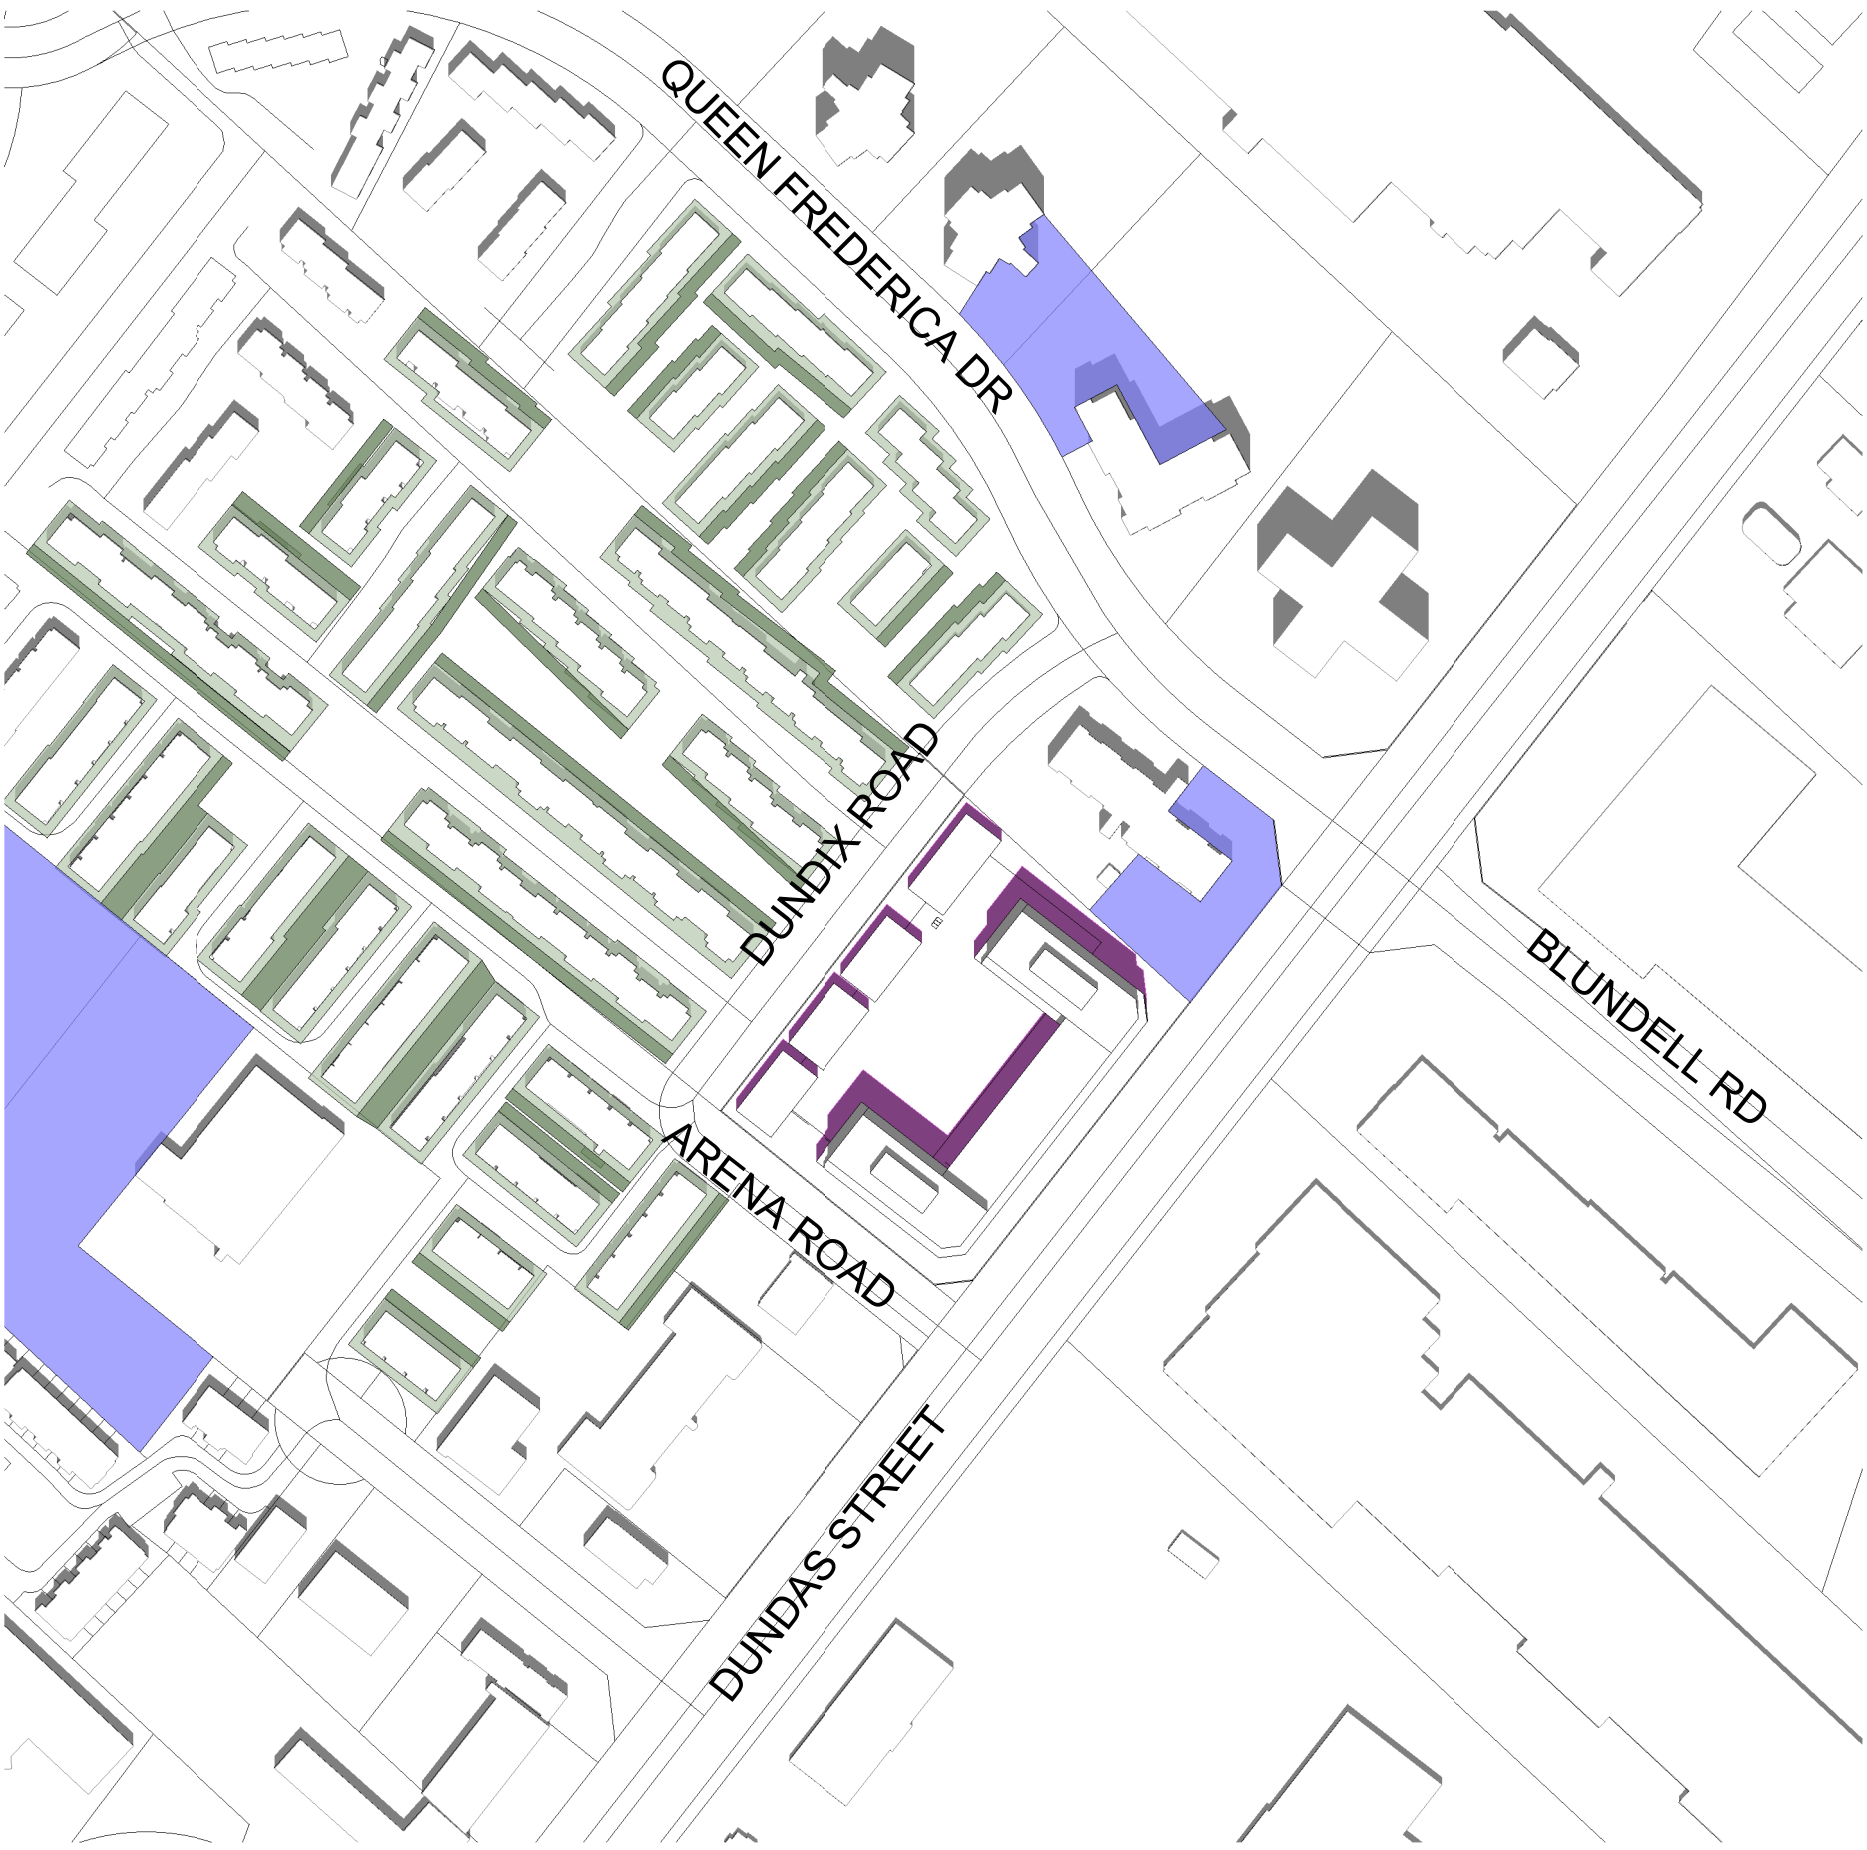 QUEEN FREDERICA DR
DUNDIX ROAD
BLUNDELL RD
ARENA ROAD
DUNDAS STREET